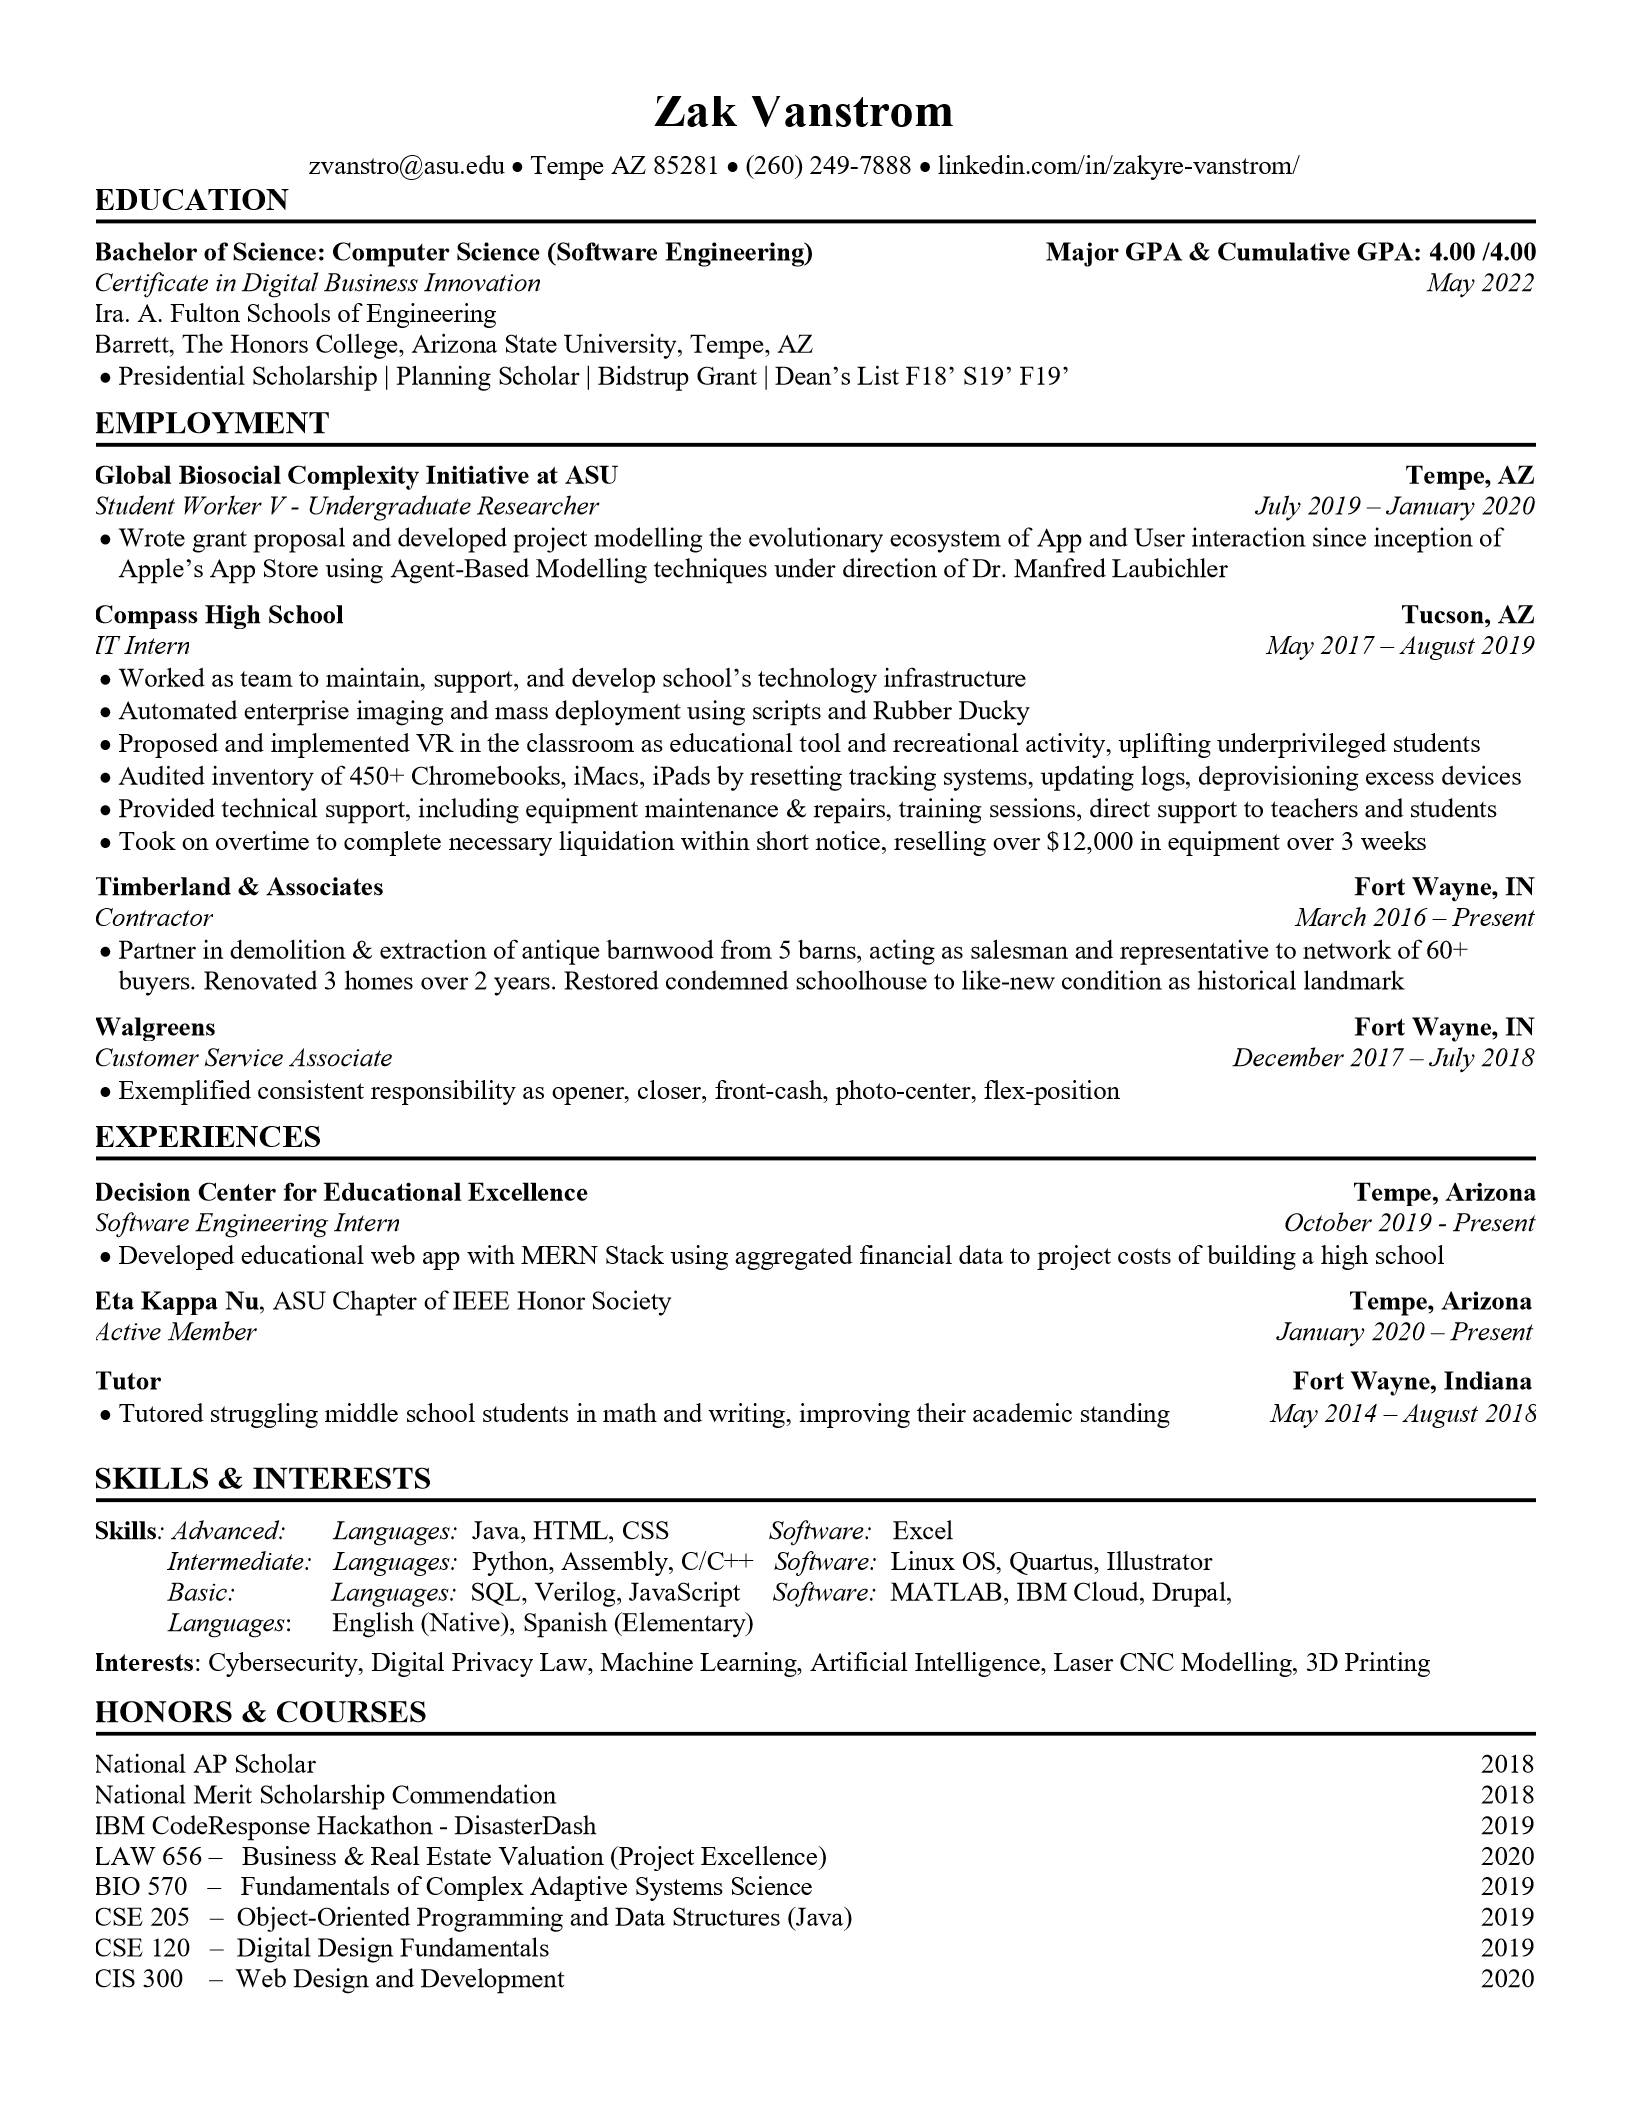 Zak Vanstrom
zvanstro@asu.edu • Tempe AZ 85281 • (260) 249-7888 • linkedin.com/in/zakyre-vanstrom/
EDUCATION
Bachelor of Science: Computer Science (Software Engineering) Major GPA & Cumulative GPA: 4.00 /4.00
Certificate in Digital Business Innovation May 2022
Ira. A. Fulton Schools of Engineering
Barrett, The Honors College, Arizona State University, Tempe, AZ
• Presidential Scholarship | Planning Scholar | Bidstrup Grant | Dean’s List F18’ S19’ F19’
EMPLOYMENT
Global Biosocial Complexity Initiative at ASU Tempe, AZ
Student Worker V - Undergraduate Researcher July 2019 – January 2020
• Wrote grant proposal and developed project modelling the evolutionary ecosystem of App and User interaction since inception of
Apple’s App Store using Agent-Based Modelling techniques under direction of Dr. Manfred Laubichler
Compass High School Tucson, AZ
IT Intern May 2017 – August 2019
• Worked as team to maintain, support, and develop school’s technology infrastructure
• Automated enterprise imaging and mass deployment using scripts and Rubber Ducky
• Proposed and implemented VR in the classroom as educational tool and recreational activity, uplifting underprivileged students
• Audited inventory of 450+ Chromebooks, iMacs, iPads by resetting tracking systems, updating logs, deprovisioning excess devices
• Provided technical support, including equipment maintenance & repairs, training sessions, direct support to teachers and students
• Took on overtime to complete necessary liquidation within short notice, reselling over $12,000 in equipment over 3 weeks
Timberland & Associates Fort Wayne, IN
Contractor March 2016 – Present
• Partner in demolition & extraction of antique barnwood from 5 barns, acting as salesman and representative to network of 60+
buyers. Renovated 3 homes over 2 years. Restored condemned schoolhouse to like-new condition as historical landmark
Walgreens Fort Wayne, IN
Customer Service Associate December 2017 – July 2018
• Exemplified consistent responsibility as opener, closer, front-cash, photo-center, flex-position
EXPERIENCES
Decision Center for Educational Excellence Tempe, Arizona
Software Engineering Intern October 2019 - Present
• Developed educational web app with MERN Stack using aggregated financial data to project costs of building a high school
Eta Kappa Nu, ASU Chapter of IEEE Honor Society Tempe, Arizona
Active Member January 2020 – Present
Tutor Fort Wayne, Indiana
• Tutored struggling middle school students in math and writing, improving their academic standing May 2014 – August 2018
SKILLS & INTERESTS
Skills: Advanced: Languages: Java, HTML, CSS Software: Excel
Intermediate: Languages: Python, Assembly, C/C++ Software: Linux OS, Quartus, Illustrator
Basic: Languages: SQL, Verilog, JavaScript Software: MATLAB, IBM Cloud, Drupal,
Languages: English (Native), Spanish (Elementary)
Interests: Cybersecurity, Digital Privacy Law, Machine Learning, Artificial Intelligence, Laser CNC Modelling, 3D Printing
HONORS & COURSES
National AP Scholar 2018
National Merit Scholarship Commendation 2018
IBM CodeResponse Hackathon - DisasterDash 2019
LAW 656 – Business & Real Estate Valuation (Project Excellence) 2020
BIO 570 – Fundamentals of Complex Adaptive Systems Science 2019
CSE 205 – Object-Oriented Programming and Data Structures (Java) 2019
CSE 120 – Digital Design Fundamentals 2019
CIS 300 – Web Design and Development 2020